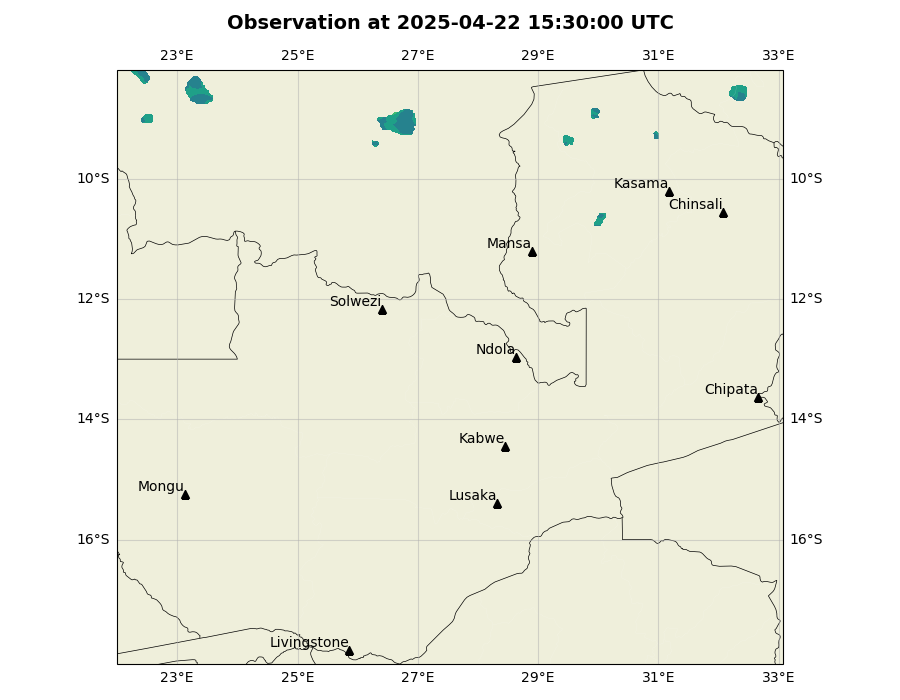 Observation at 2025-04-22 15:30:00 UTC
23°E 25°E 27°E 29°E 31°E 33°E
10°S 10°S
Kasama
Chinsali
Mansa
12°S 12°S
Solwezi
Ndola
Chipata
14°S 14°S
Kabwe
Mongu
Lusaka
16°S 16°S
Livingstone
23°E 25°E 27°E 29°E 31°E 33°E